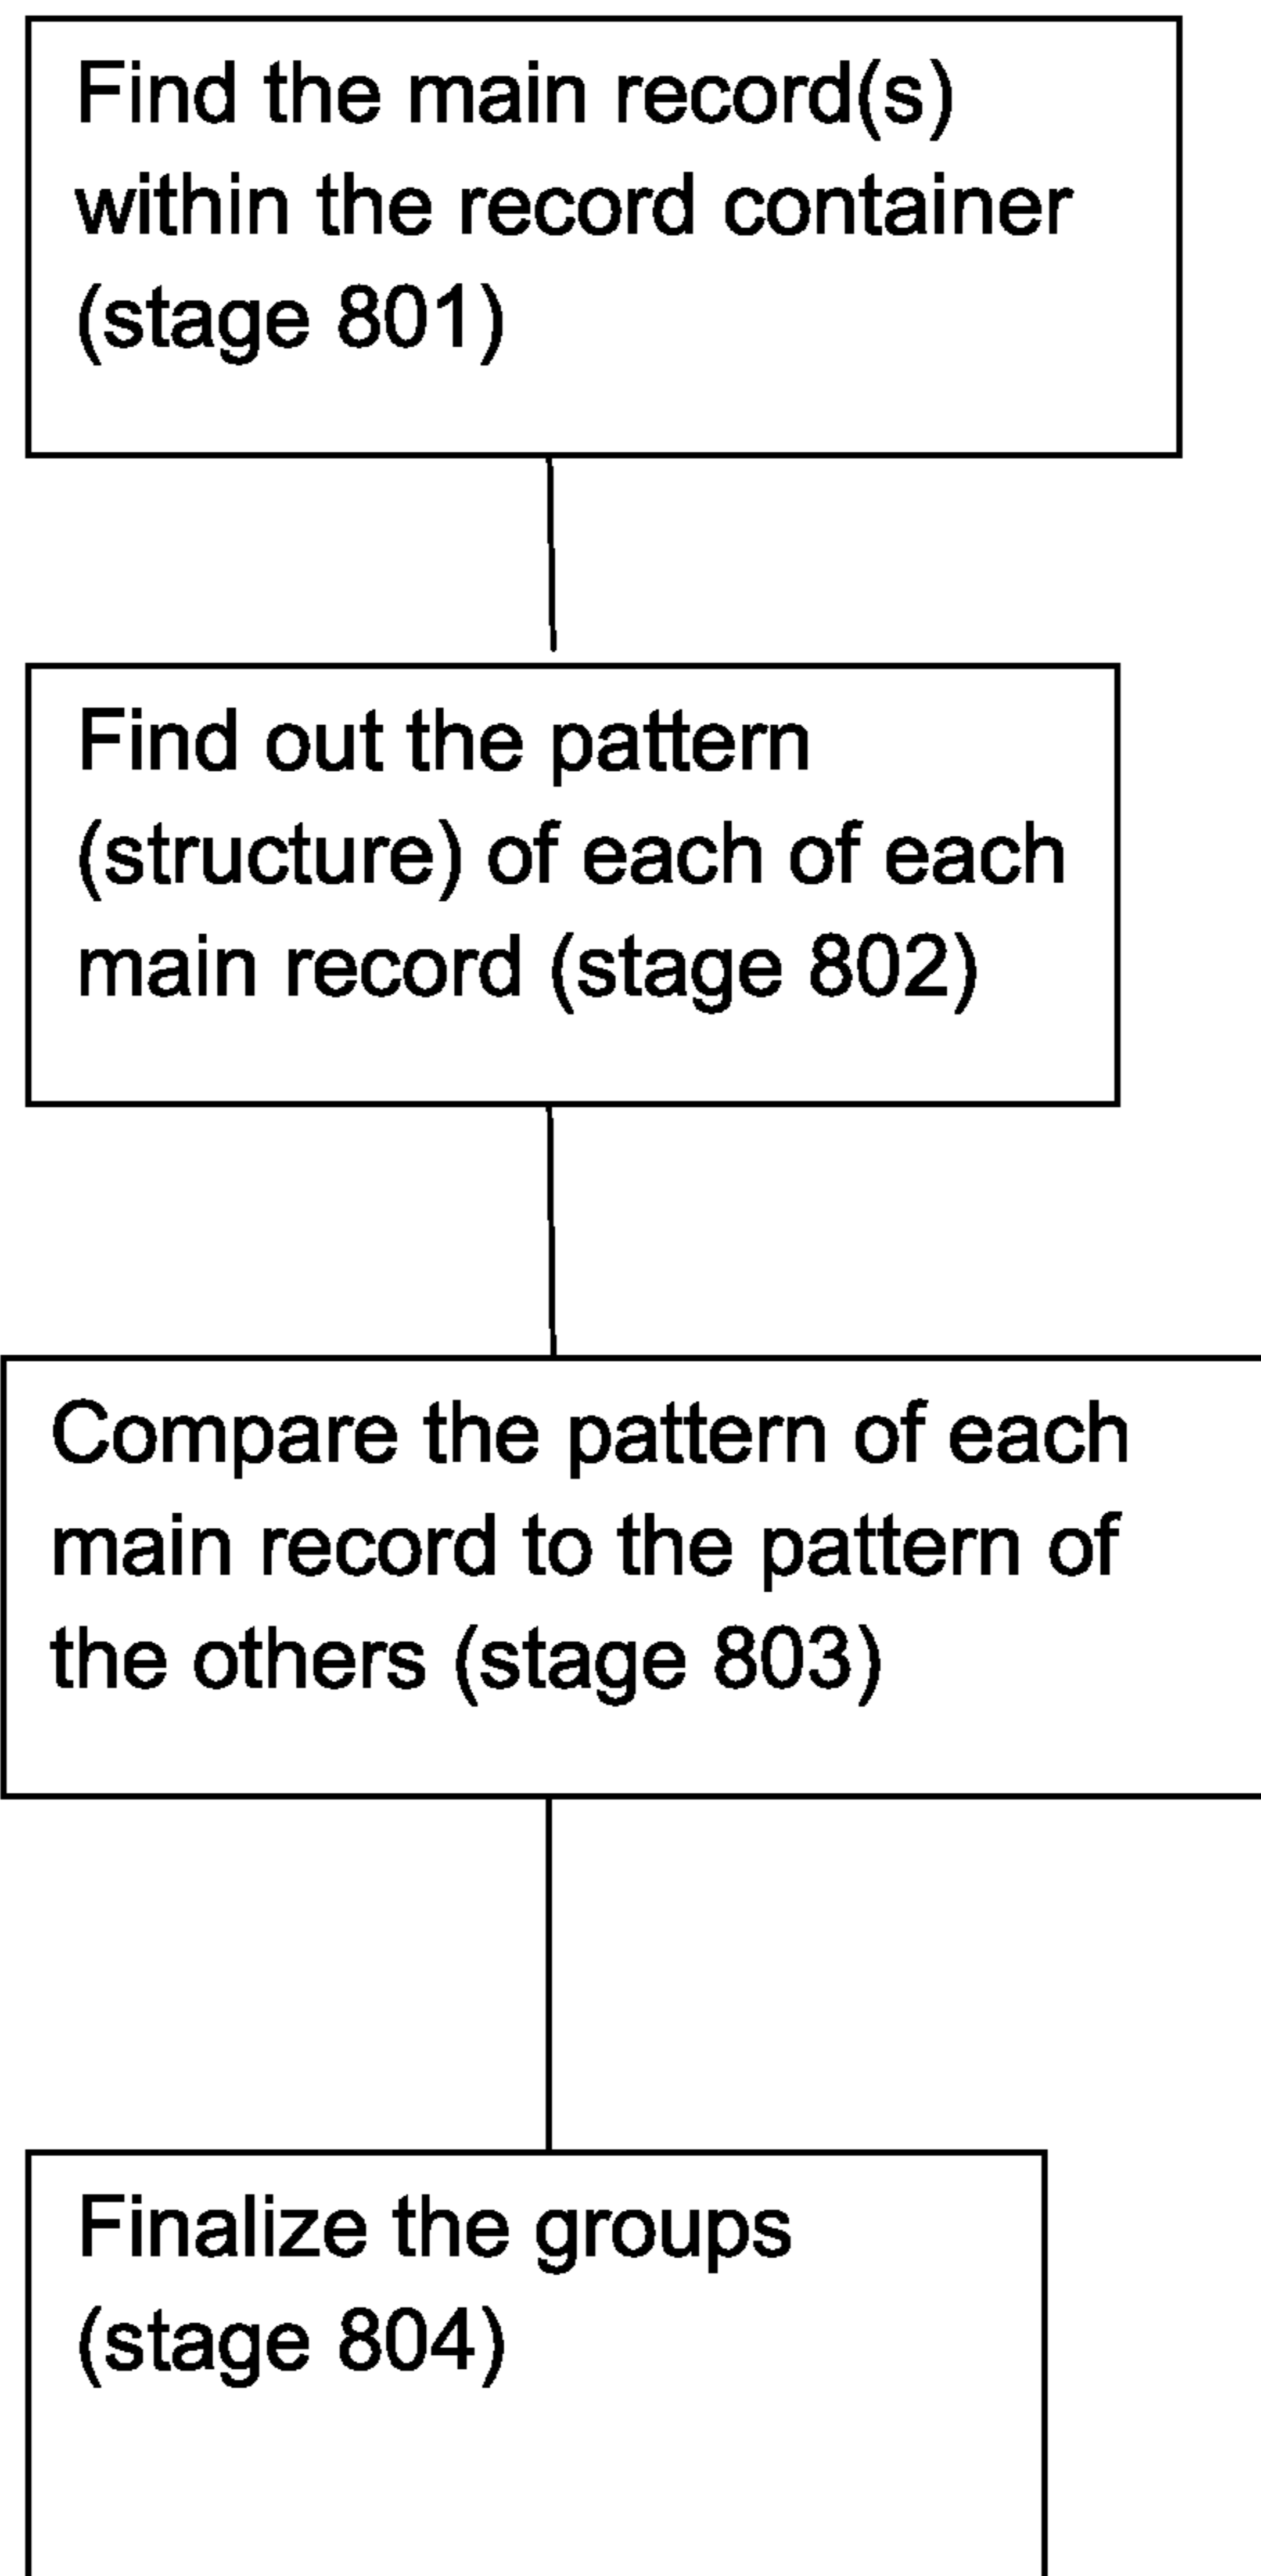 Find the main record(s)
within the record container
(stage 801)
Find out the pattern
(structure) of each of each
main record (stage 802)
Compare the pattern of each
main record to the pattern of
the others (stage 803)
Finalize the groups
(stage 804)